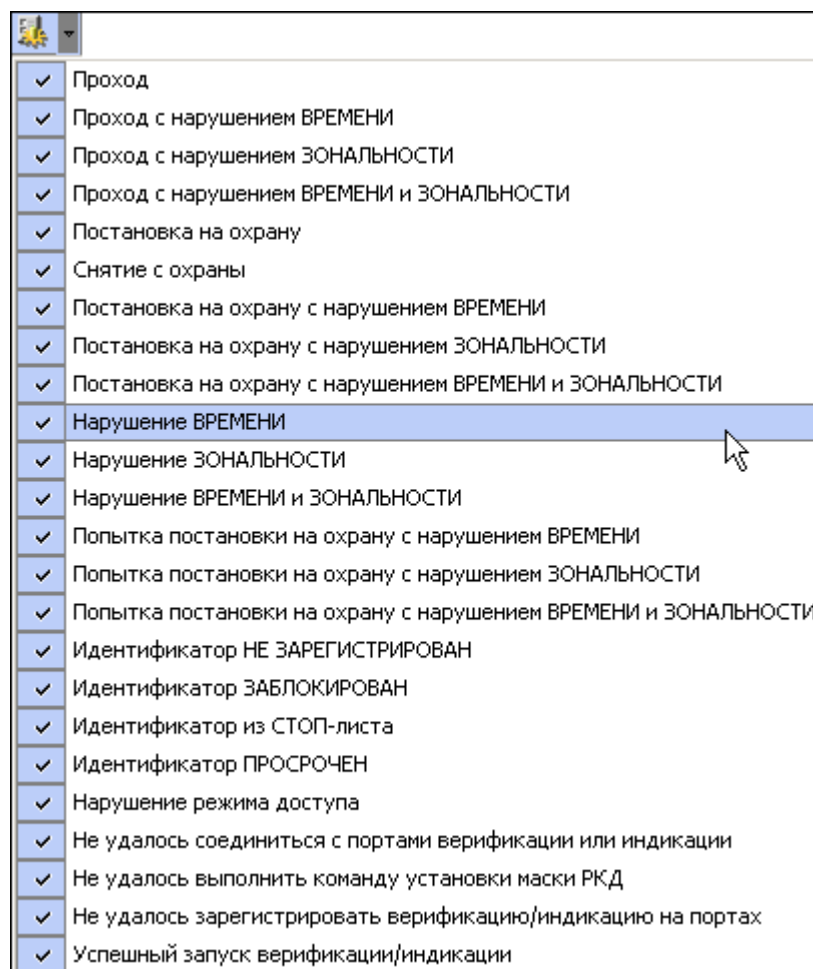 Проход
Проход с нарушением ВРЕМЕНИ
Проход с нарушением ЗОНАЛЬНОСТИ
Проход с нарушением ВРЕМЕНИ и ЗОНАЛЬНОСТИ
Постановка на охрану
Снятие с охраны
Постановка на охрану с нарушением ВРЕМЕНИ
Постановка на охрану с нарушением ЗОНАЛЬНОСТИ
Постановка на охрану с нарушением ВРЕМЕНИ и ЗОНАЛЬНОСТИ
Нарушение ВРЕМЕНИ
Нарушение ЗОНАЛЬНОСТИ
Нарушение ВРЕМЕНИ и ЗОНАЛЬНОСТИ
Попытка постановки на охрану с нарушением ВРЕМЕНИ
Попытка постановки на охрану с нарушением ЗОНАЛЬНОСТИ
Попытка постановки на охрану с нарушением ВРЕМЕНИ и ЗОНАЛЬНОСТИ
Идентификатор НЕ ЗАРЕГИСТРИРОВАН
Идентификатор ЗАБЛОКИРОВАН
Идентификатор из СТОП-листа
Идентификатор ПРОСРОЧЕН
Нарушение режима доступа
Не удалось соединиться с портами верификации или индикации
Не удалось выполнить команду установки маски РКД
Не удалось зарегистрировать верификацию/индикацию на портах
Успешный запуск верификации/индикации